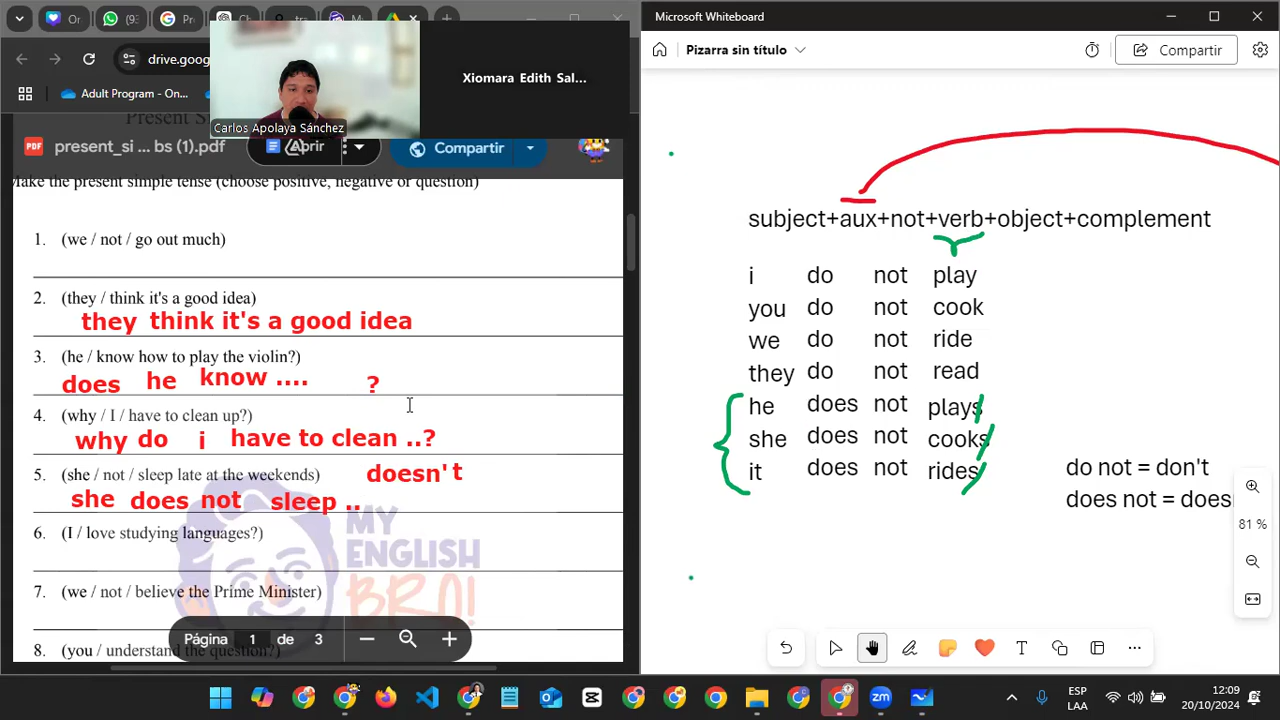 Or
(9
Pr
Microsoft Whiteboard
drive.goog
Adult Program - On...
Xiomara Edith Sal...
Carlos Apolaya Sánchez
Pizarra sin título
Compartir
Present Si
PDF
present_si ... bs (1).pdf
Abrir
Compartir
Make the present simple tense (choose positive, negative or question)
1. (we / not / go out much)
2. (they / think it's a good idea)
they think it's a good idea
3. (he / know how to play the violin?)
does he know .... ?
4. (why / I / have to clean up?)
why do i have to clean ..?
5. (she / not / sleep late at the weekends)
doesn't
she does not sleep ..
6. (I / love studying languages?)
7. (we / not / believe the Prime Minister)
8. (you / understand the question?)
MY
ENGLISH
BRO!
Página 1 de 3
subject+aux+not+verb+object+complement
i do not play
you do not cook
we do not ride
they do not read
he does not plays
she does not cooks
it does not rides
do not = don't
does not = does
81 %
ESP
LAA
12:09
20/10/2024